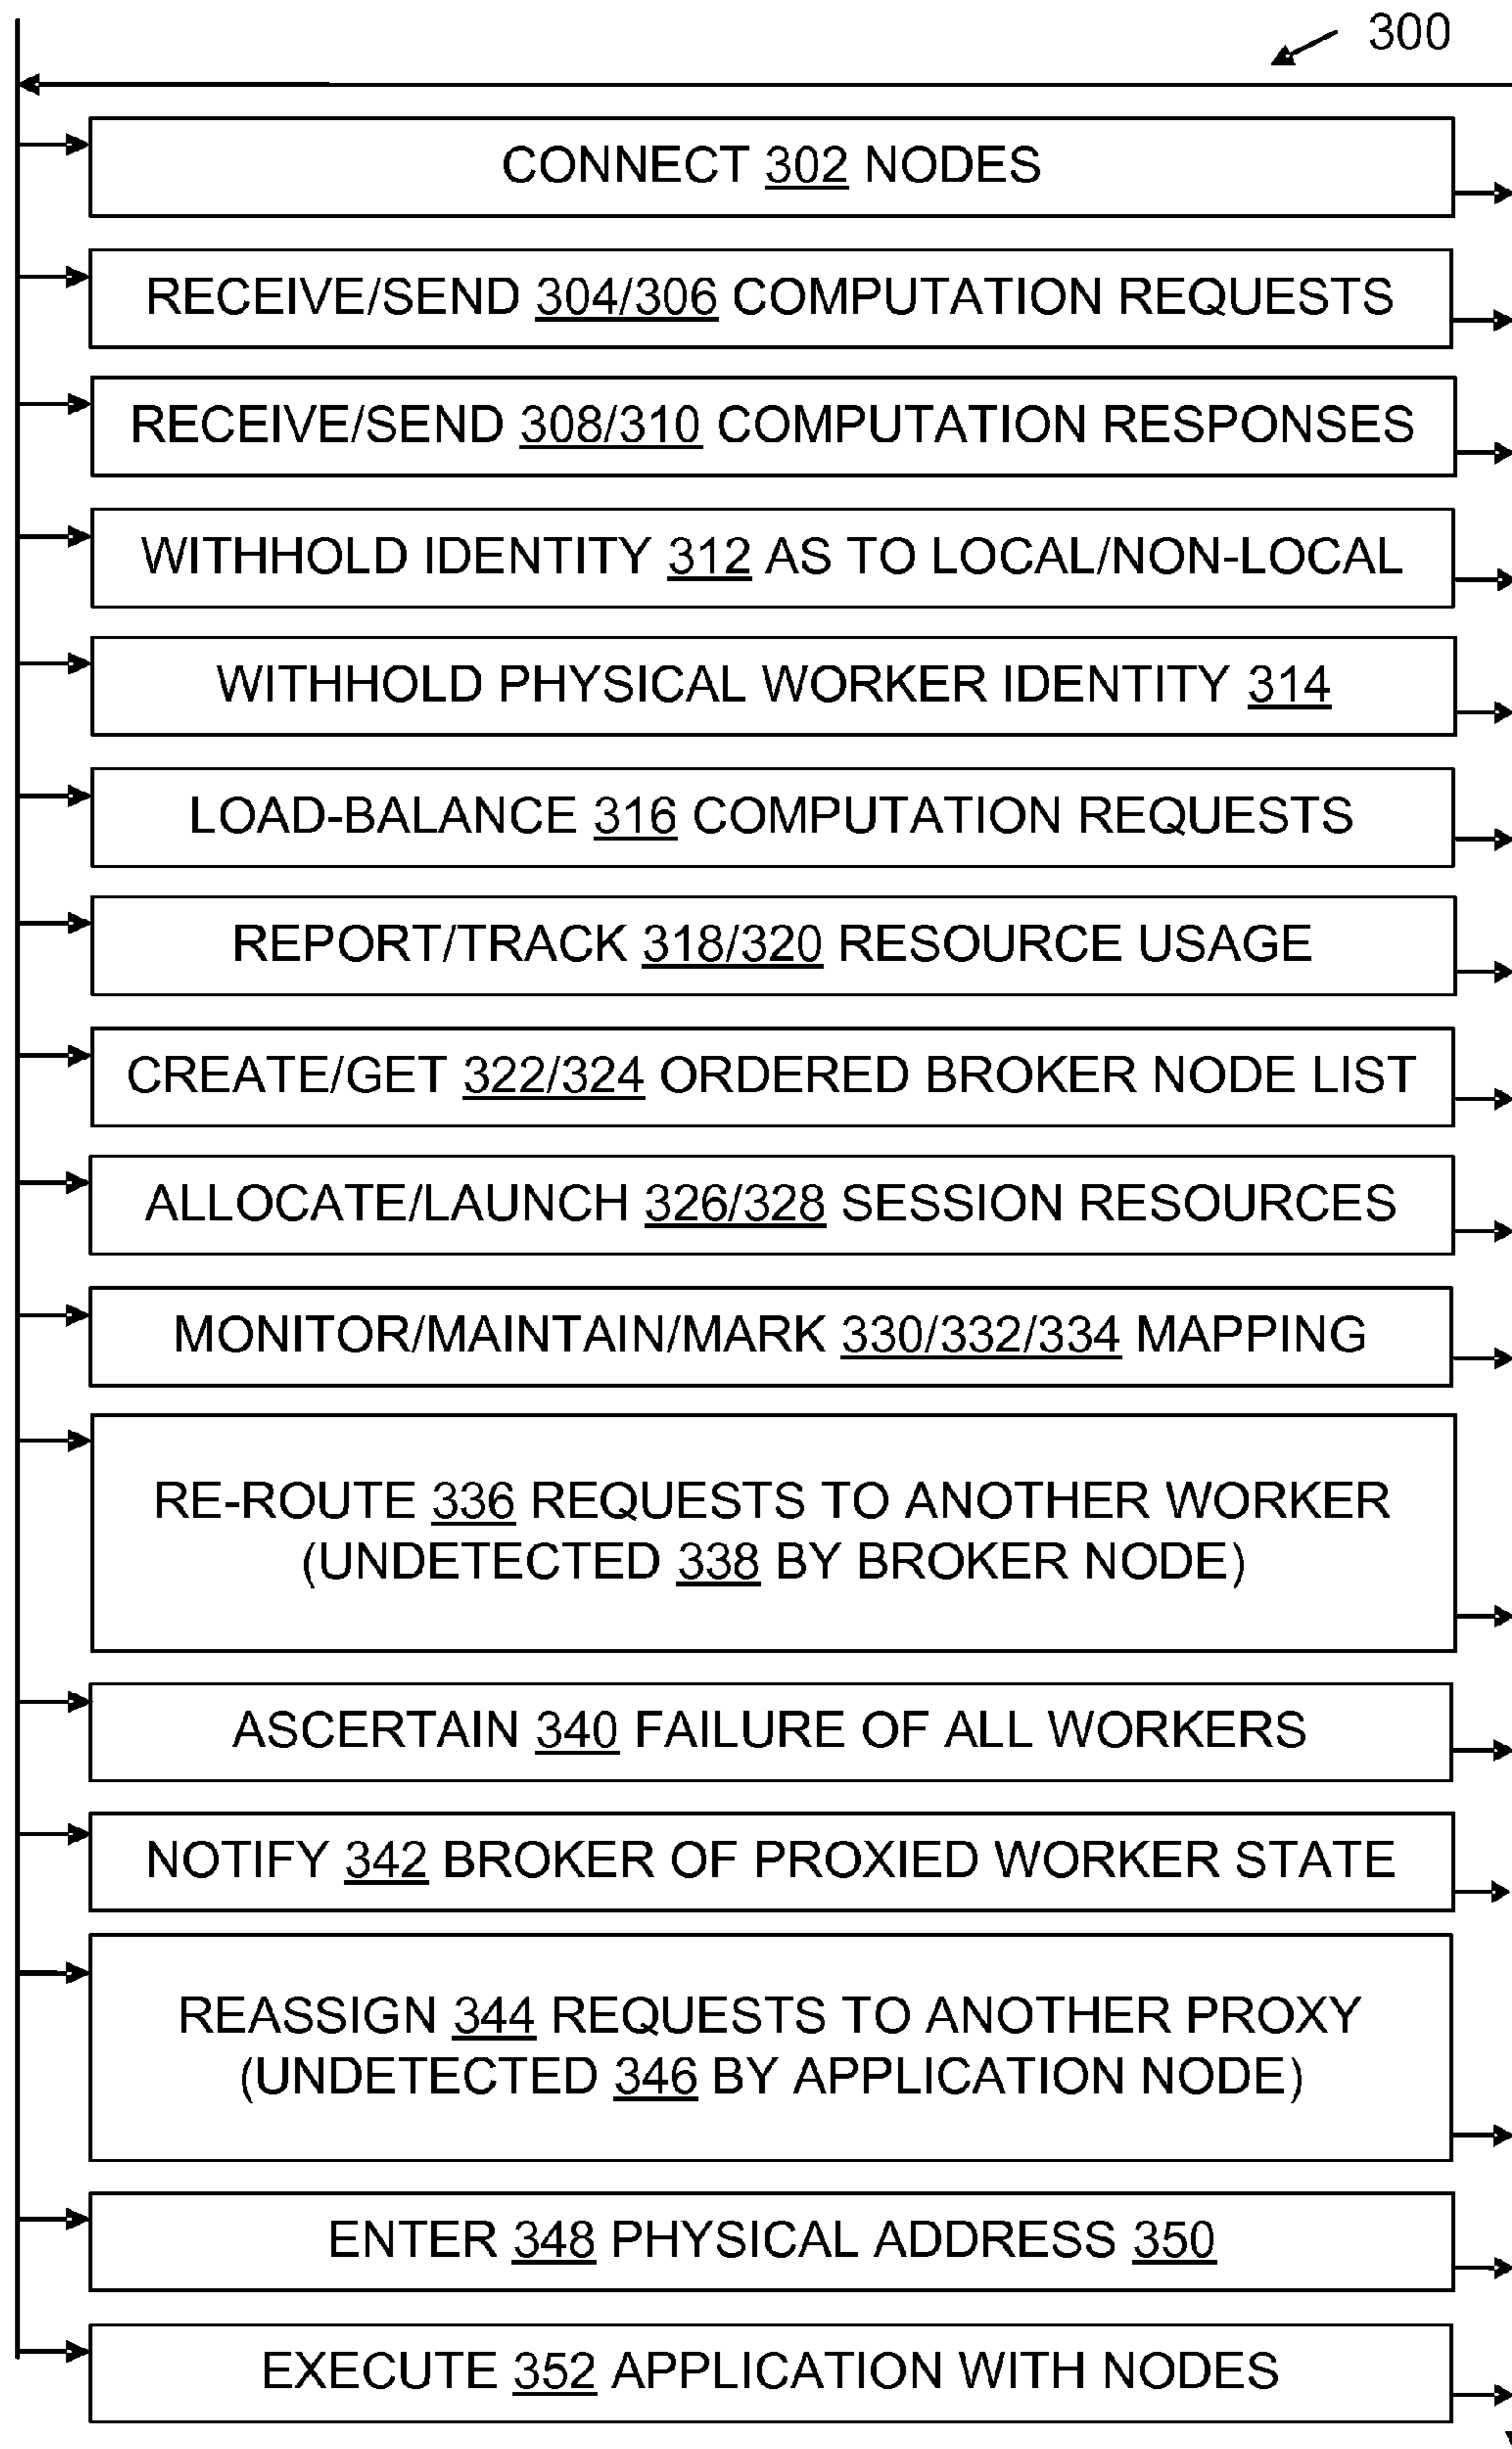 300
CONNECT 302 NODES
RECEIVE/SEND 304/306 COMPUTATION REQUESTS
RECEIVE/SEND 308/310 COMPUTATION RESPONSES
WITHHOLD IDENTITY 312 AS TO LOCAL/NON-LOCAL
WITHHOLD PHYSICAL WORKER IDENTITY 314
LOAD-BALANCE 316 COMPUTATION REQUESTS
REPORT/TRACK 318/320 RESOURCE USAGE
CREATE/GET 322/324 ORDERED BROKER NODE LIST
ALLOCATE/LAUNCH 326/328 SESSION RESOURCES
MONITOR/MAINTAIN/MARK 330/332/334 MAPPING
RE-ROUTE 336 REQUESTS TO ANOTHER WORKER
(UNDETECTED 338 BY BROKER NODE)
ASCERTAIN 340 FAILURE OF ALL WORKERS
NOTIFY 342 BROKER OF PROXIED WORKER STATE
REASSIGN 344 REQUESTS TO ANOTHER PROXY
(UNDETECTED 346 BY APPLICATION NODE)
ENTER 348 PHYSICAL ADDRESS 350
EXECUTE 352 APPLICATION WITH NODES